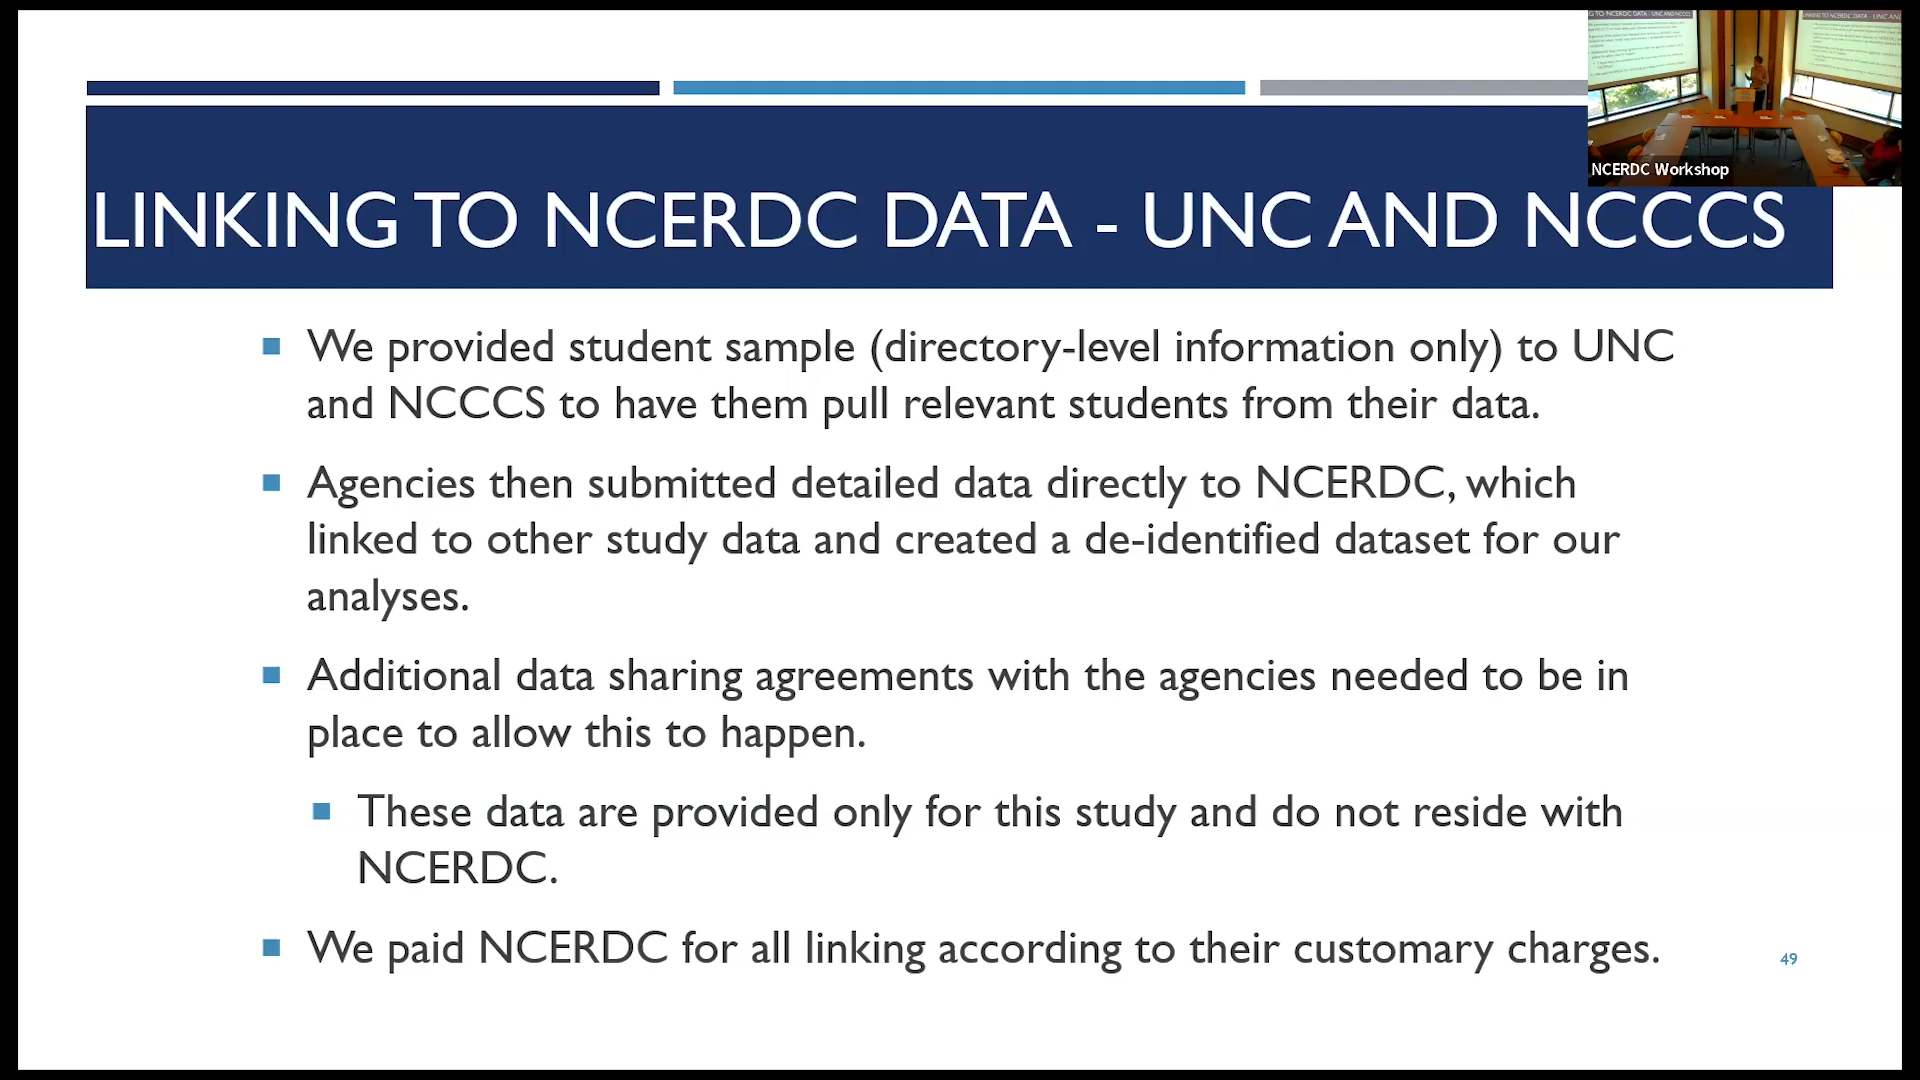 NCERDC Workshop
LINKING TO NCERDC DATA - UNC AND NCCCS
We provided student sample (directory-level information only) to UNC
and NCCCS to have them pull relevant students from their data.
Agencies then submitted detailed data directly to NCERDC, which
linked to other study data and created a de-identified dataset for our
analyses.
Additional data sharing agreements with the agencies needed to be in
place to allow this to happen.
These data are provided only for this study and do not reside with
NCERDC.
We paid NCERDC for all linking according to their customary charges.
49